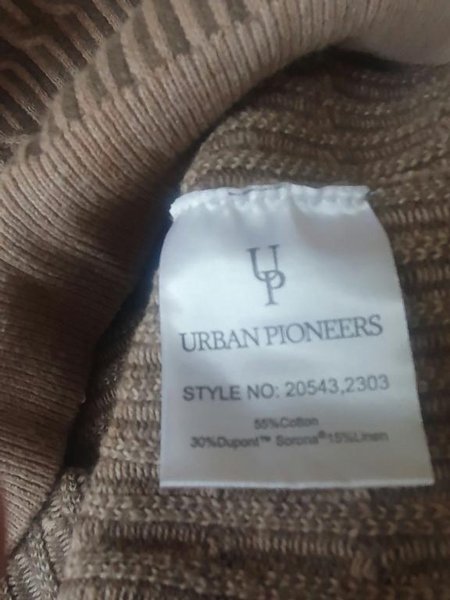 UP
URBAN PIONEERS
STYLE NO: 20543,2303
55%Cotton
30%Dupont™ Sorona®15%Linen